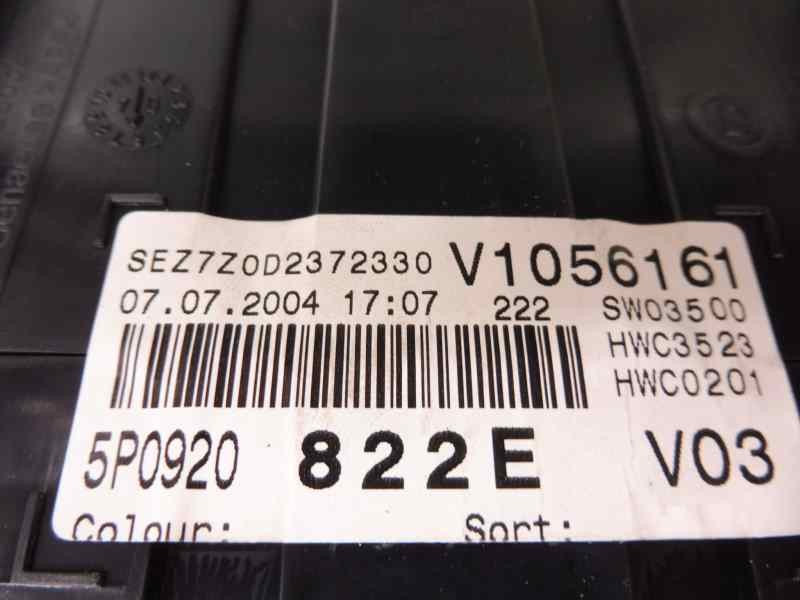 SEZ7Z0D2372330 V1056161
07.07.2004 17:07 222 SW03500
HWC3523
HWC0201
5P0920 822E V03
Colour: Sort: